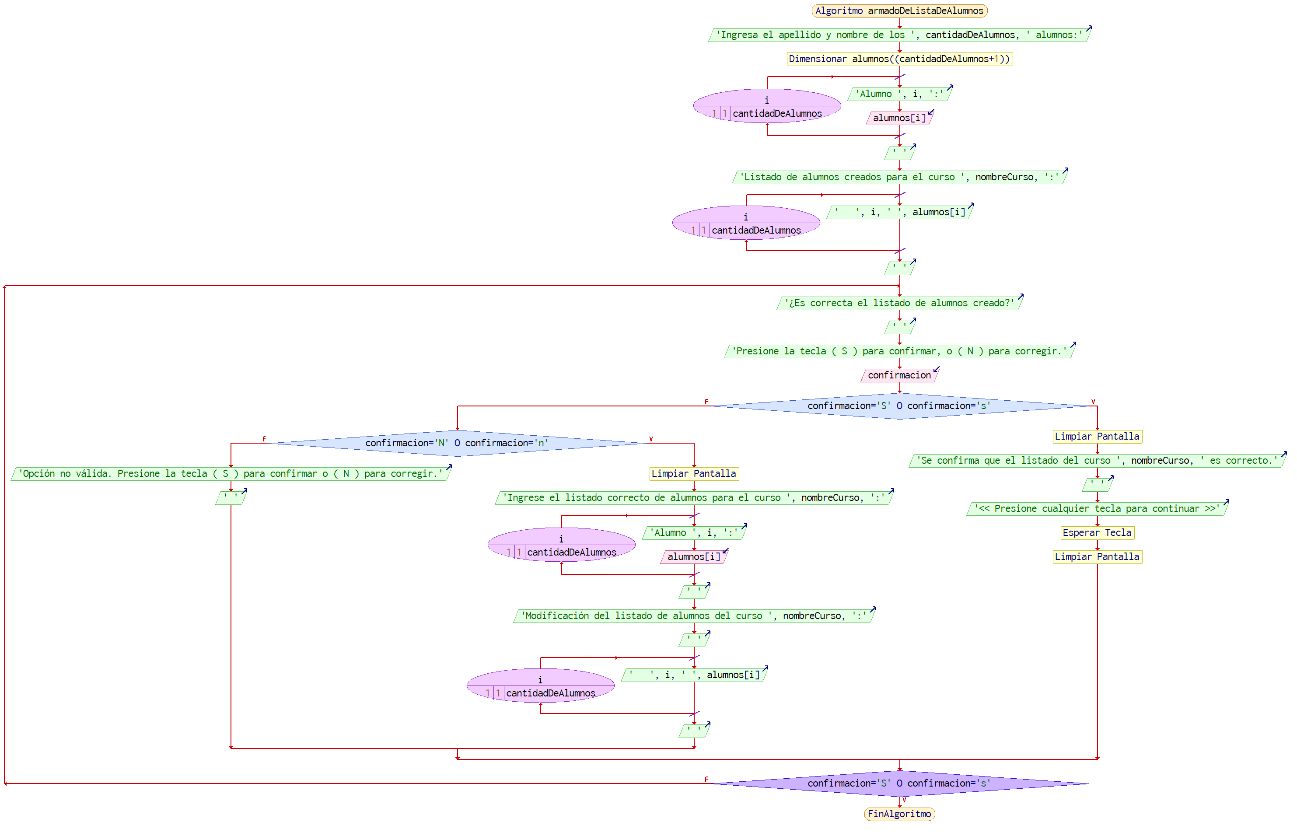 Algoritmo armadoDeListaDeAlumnos
'Ingresa el apellido y nombre de los ', cantidadDeAlumnos, ' alumnos:'
Dimensionar alumnos((cantidadDeAlumnos+1))
i
1 1 cantidadDeAlumnos
'Alumno ', i, ':'
alumnos[i]
' '
'Listado de alumnos creados para el curso ', nombreCurso, ':'
i
1 1 cantidadDeAlumnos
'   ', i, ' ', alumnos[i]
' '
'¿Es correcta el listado de alumnos creado?'
' '
'Presione la tecla ( S ) para confirmar, o ( N ) para corregir.'
confirmacion
F
confirmacion='S' O confirmacion='s'
V
F
confirmacion='N' O confirmacion='n'
V
'Opción no válida. Presione la tecla ( S ) para confirmar o ( N ) para corregir.'
' '
Limpiar Pantalla
'Ingrese el listado correcto de alumnos para el curso ', nombreCurso, ':'
i
1 1 cantidadDeAlumnos
'Alumno ', i, ':'
alumnos[i]
' '
'Modificación del listado de alumnos del curso ', nombreCurso, ':'
' '
i
1 1 cantidadDeAlumnos
'   ', i, ' ', alumnos[i]
' '
Limpiar Pantalla
'Se confirma que el listado del curso ', nombreCurso, ' es correcto.'
' '
'<< Presione cualquier tecla para continuar >>'
Esperar Tecla
Limpiar Pantalla
F
confirmacion='S' O confirmacion='s'
V
FinAlgoritmo